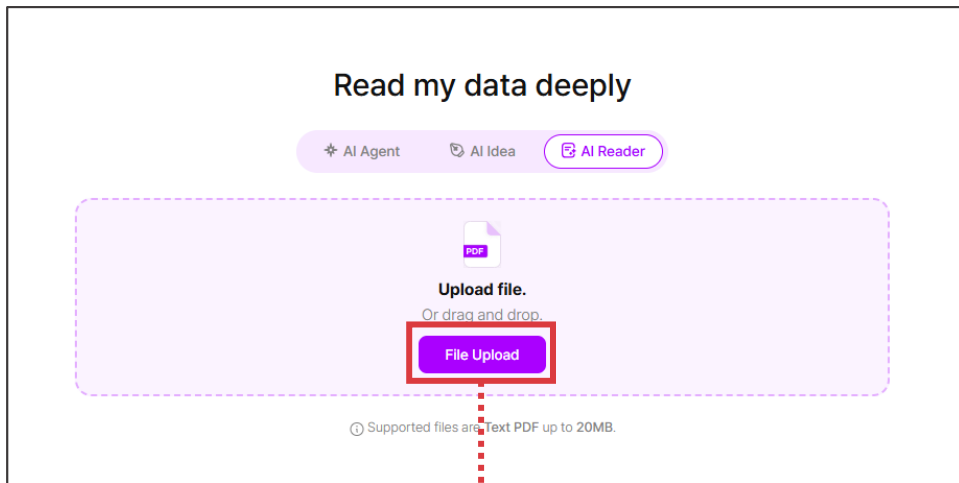 Read my data deeply
AI Agent AI Idea AI Reader
PDF
Upload file.
Or drag and drop.
File Upload
Supported files are Text PDF up to 20MB.